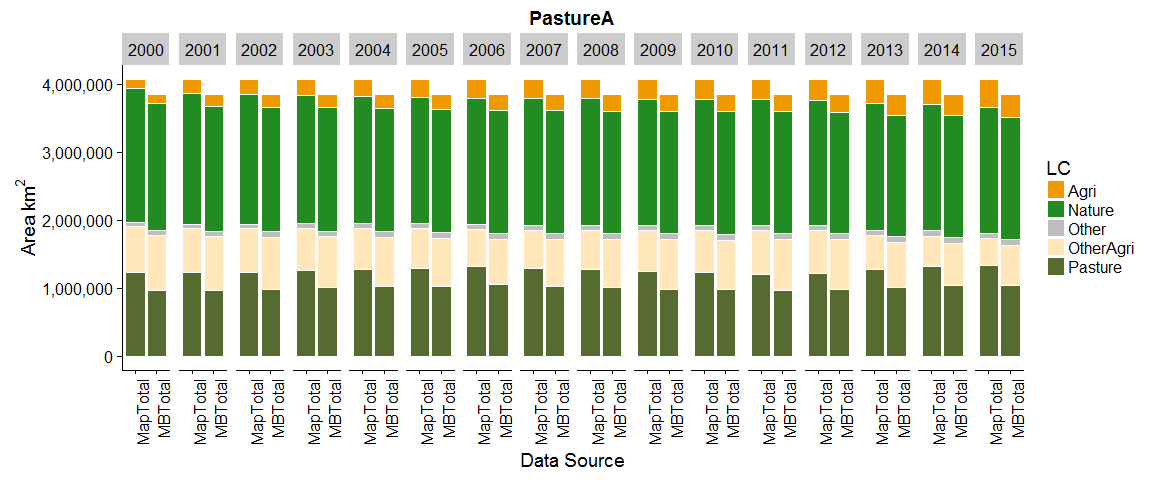 PastureA
2000 2001 2002 2003 2004 2005 2006 2007 2008 2009 2010 2011 2012 2013 2014 2015
4,000,000
3,000,000
2,000,000
1,000,000
0
Area km²
MapTotal MBTotal MapTotal MBTotal MapTotal MBTotal MapTotal MBTotal MapTotal MBTotal MapTotal MBTotal MapTotal MBTotal MapTotal MBTotal MapTotal MBTotal MapTotal MBTotal MapTotal MBTotal MapTotal MBTotal MapTotal MBTotal MapTotal MBTotal MapTotal MBTotal MapTotal MBTotal
Data Source
LC
Agri
Nature
Other
OtherAgri
Pasture